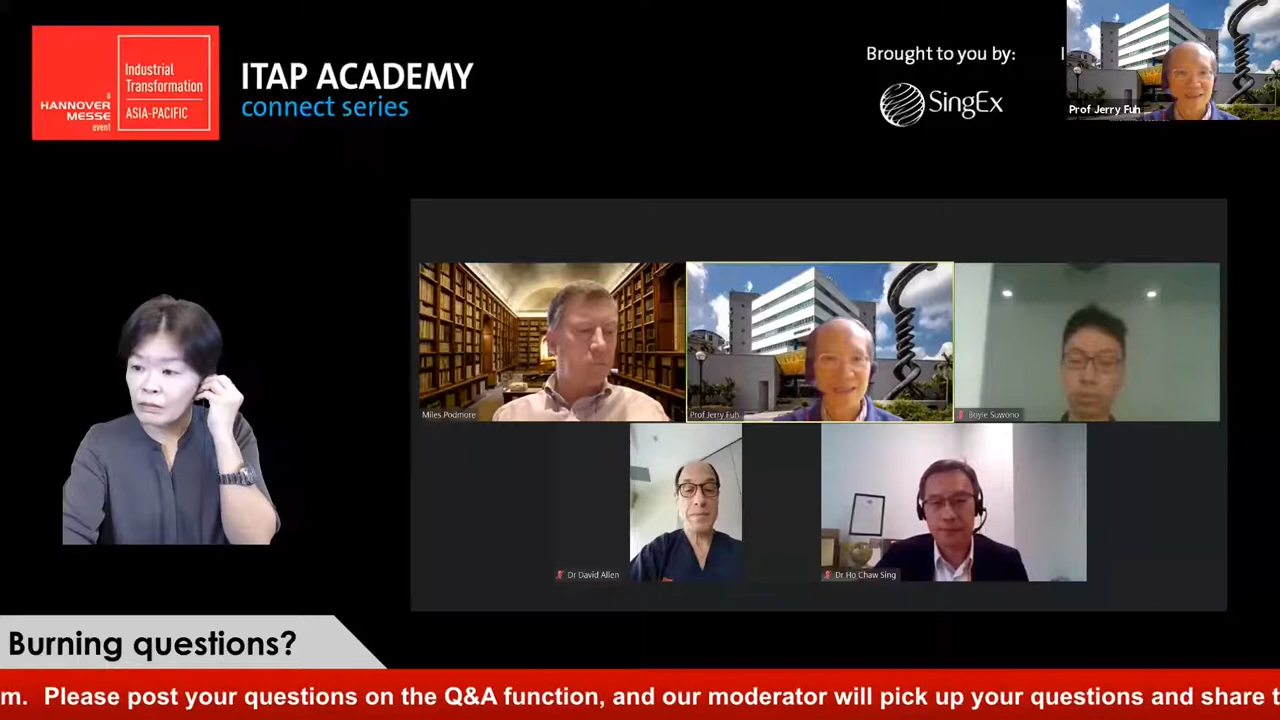 a
HANNOVER
MESSE
event
Industrial
Transformation
ASIA-PACIFIC
ITAP ACADEMY
connect series
Brought to you by:
SingEx
Prof Jerry Fuh
Miles Podmore
Prof Jerry Fuh
Boyle Suwono
Dr David Allen
Dr Ho Chaw Sing
Burning questions?
m. Please post your questions on the Q&A function, and our moderator will pick up your questions and share t